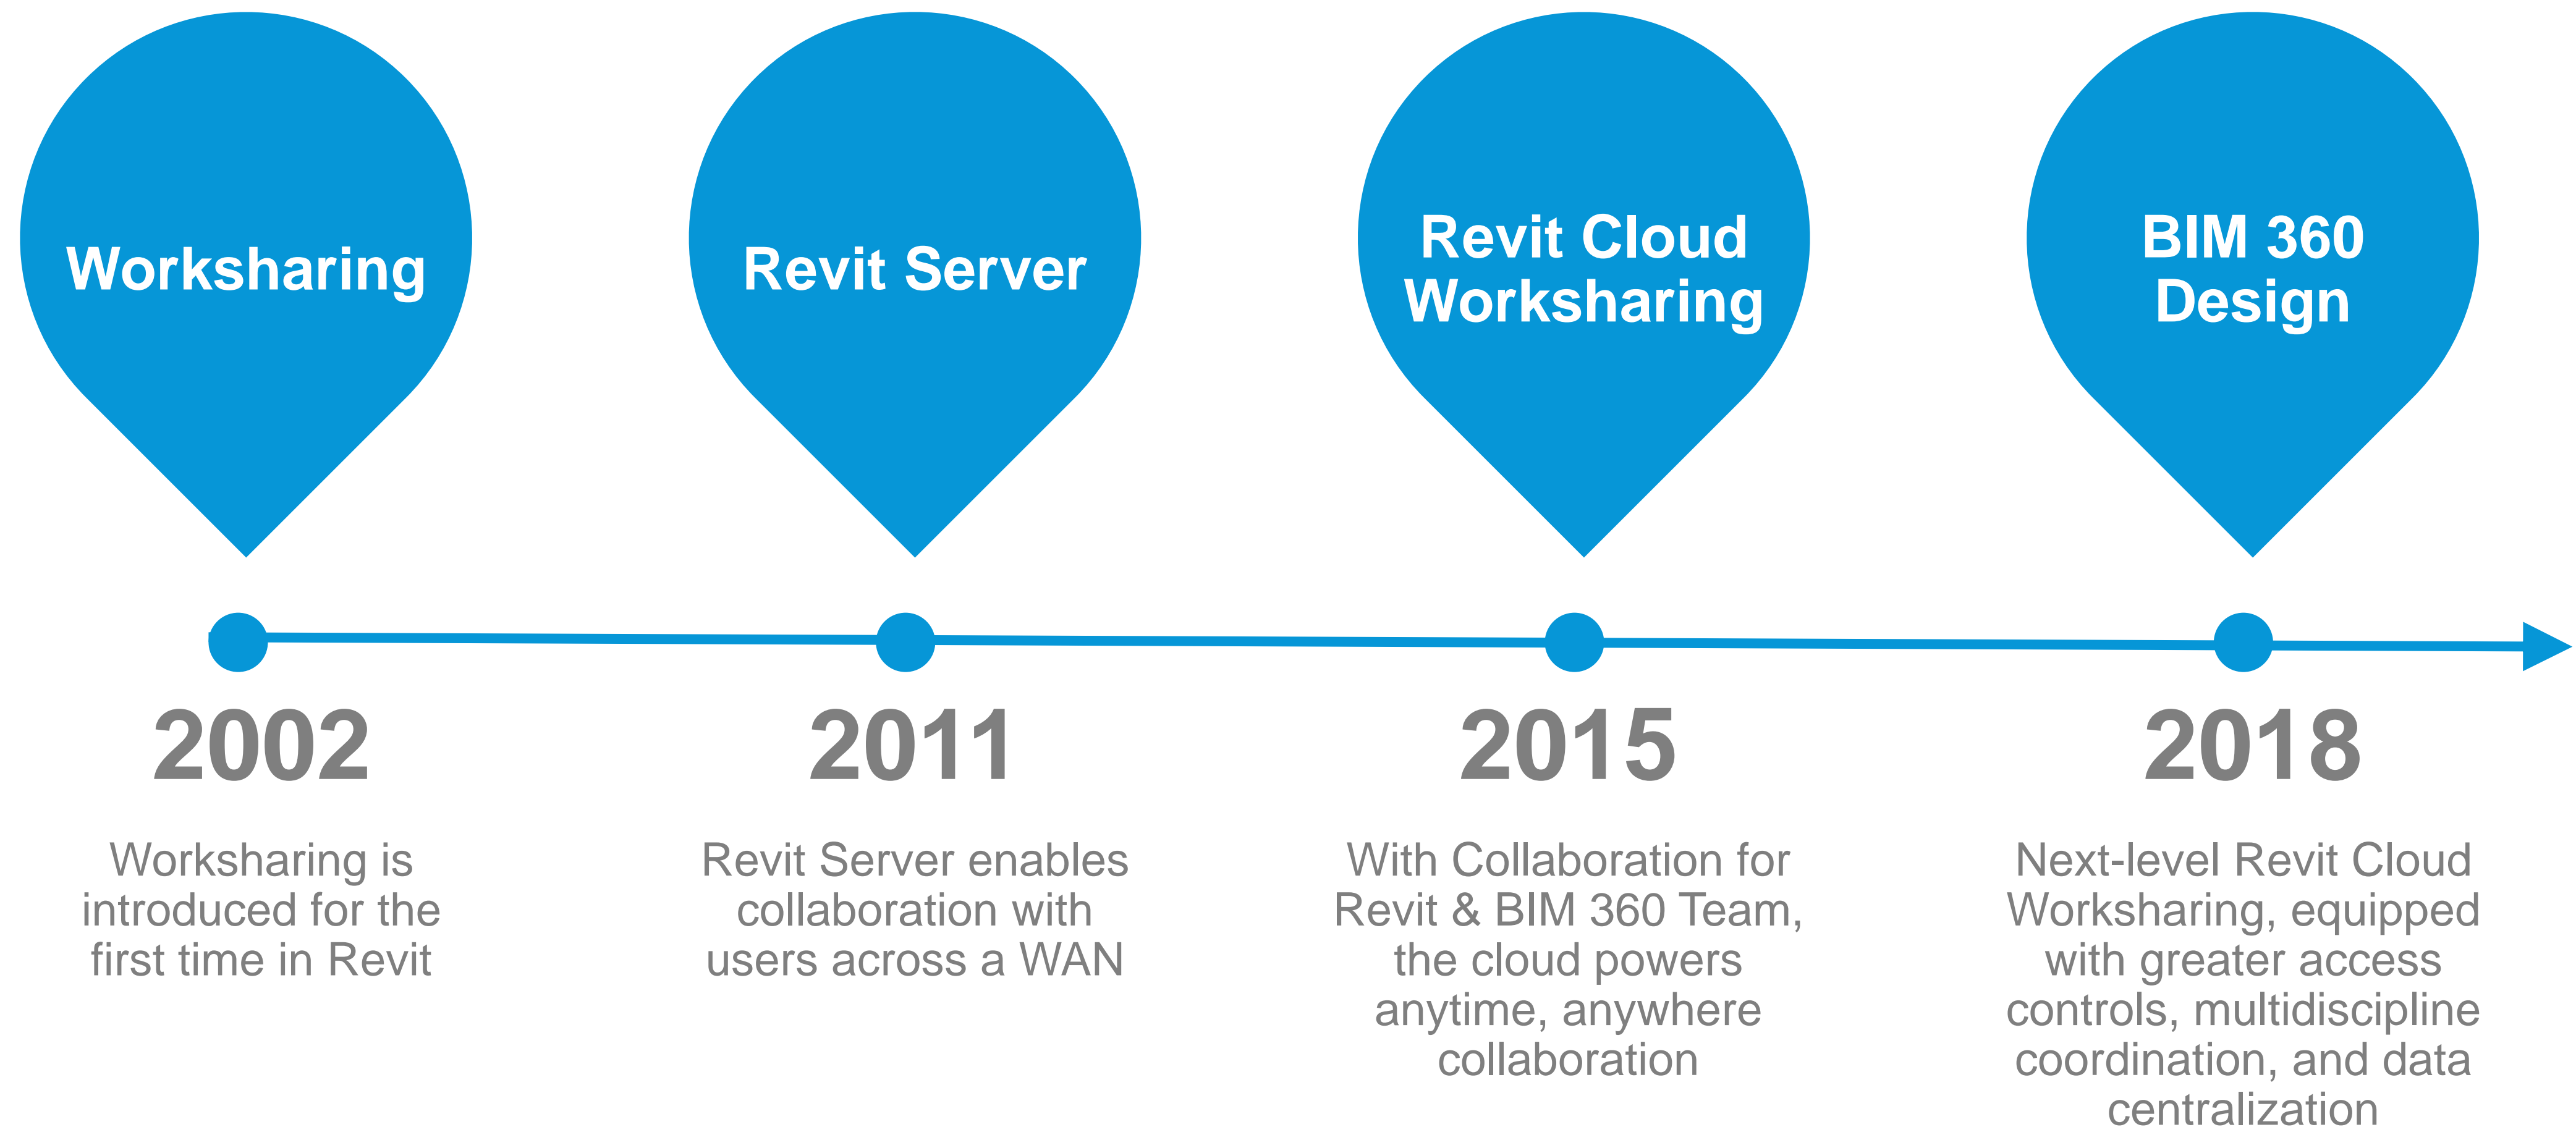 Worksharing
Revit Server
Revit Cloud
Worksharing
BIM 360
Design
2002
2011
2015
2018
Worksharing is
introduced for the
first time in Revit
Revit Server enables
collaboration with
users across a WAN
With Collaboration for
Revit & BIM 360 Team,
the cloud powers
anytime, anywhere
collaboration
Next-level Revit Cloud
Worksharing, equipped
with greater access
controls, multidiscipline
coordination, and data
centralization